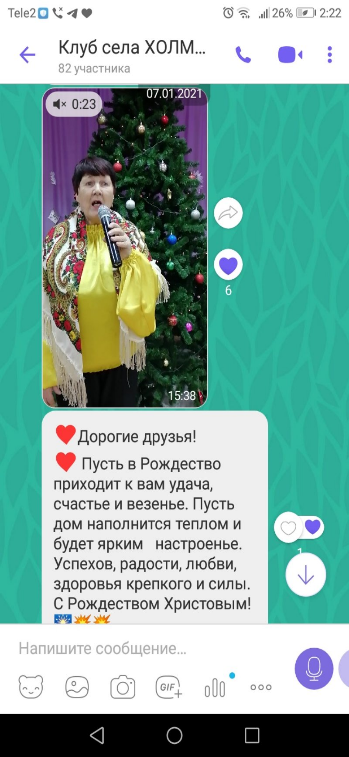 Tele2 26% 2:22
Клуб села ХОЛМ...
82 участника
07.01.2021
0:23
6
15:38
Дорогие друзья!
Пусть в Рождество
приходит к вам удача,
счастье и везенье. Пусть
дом наполнится теплом и
будет ярким настроенье.
Успехов, радости, любви,
здоровья крепкого и силы.
С Рождеством Христовым!
1
Напишите сообщение...
GIF